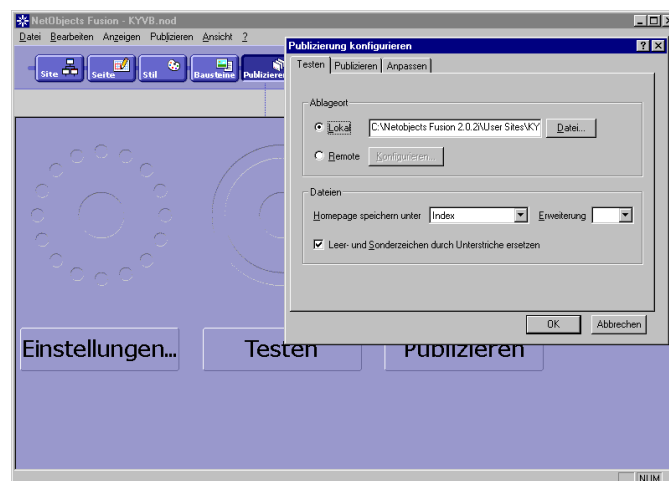 NetObjects Fusion - KYVB.nod
Datei Bearbeiten Anzeigen Publizieren Ansicht ?
Site Seite Stil Bausteine Publizieren
Publizierung konfigurieren
Testen Publizieren Anpassen
Ablageort
Lokal C:\Netobjects Fusion 2.0.2i\User Sites\KY Datei...
Remote Konfigurieren...
Dateien
Homepage speichern unter Index Erweiterung
Leer- und Sonderzeichen durch Unterstriche ersetzen
OK Abbrechen
Einstellungen... Testen Publizieren
NUM